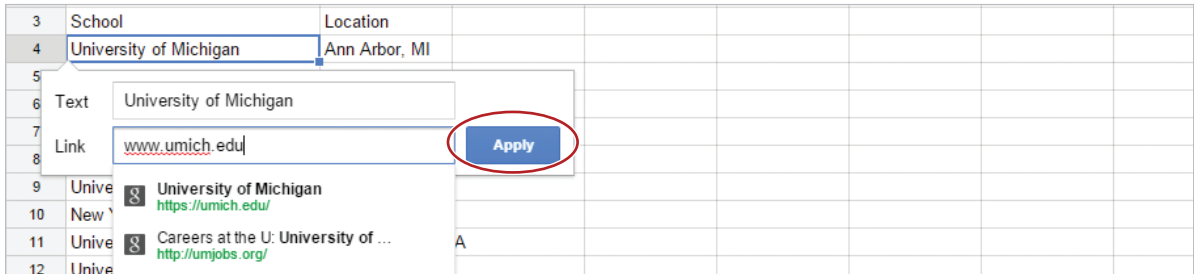 3 School Location
4 University of Michigan Ann Arbor, MI
5
6 Text University of Michigan
7
Link www.umich.edu Apply
8
9 Unive University of Michigan
https://umich.edu/
10 New
11 Unive Careers at the U: University of ... A
http://umjobs.org/
12 Unive